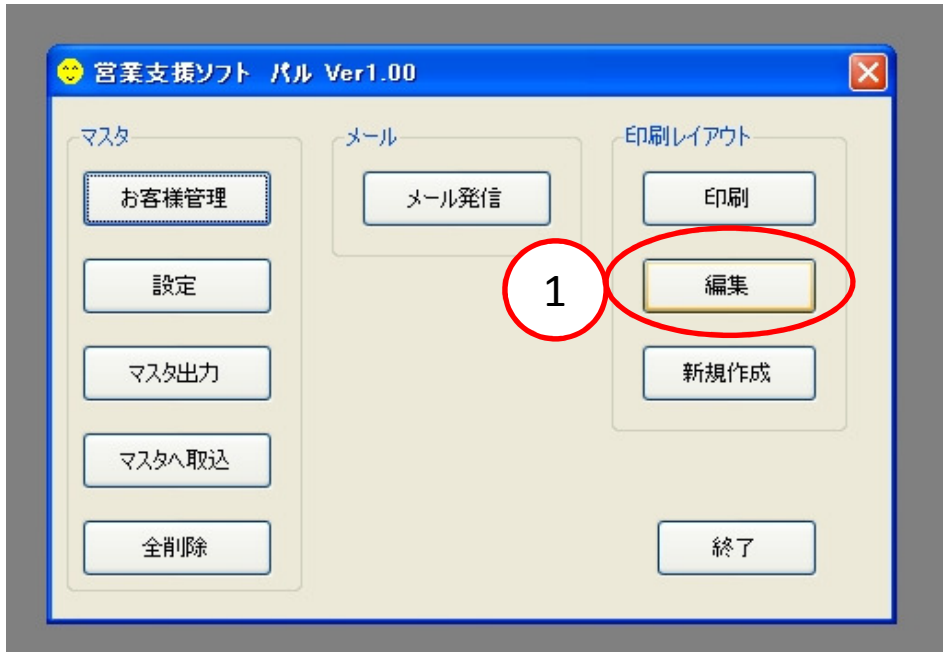 営業支援ソフト パル Ver1.00
マスタ
お客様管理
設定
マスタ出力
マスタへ取込
全削除
メール
メール発信
1
印刷レイアウト
印刷
編集
新規作成
終了